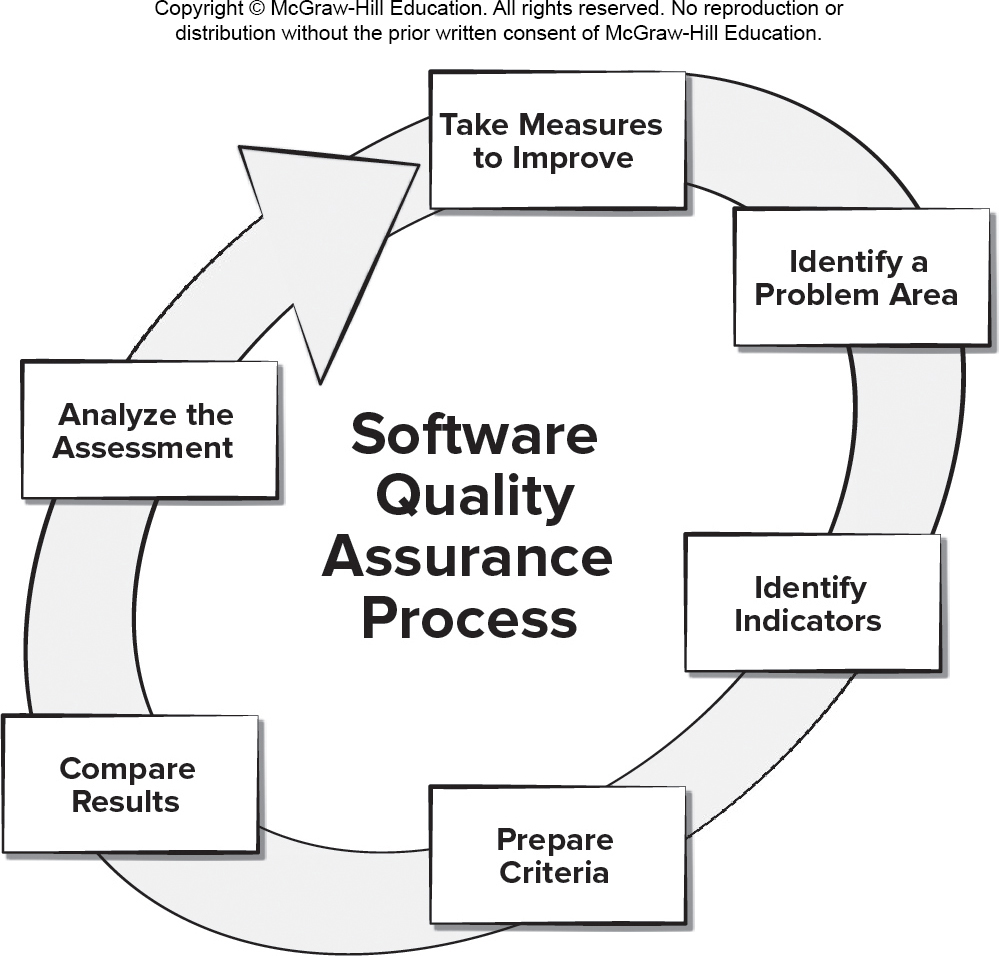 Copyright © McGraw-Hill Education. All rights reserved. No reproduction or
distribution without the prior written consent of McGraw-Hill Education.
Take Measures
to Improve
Identify a
Problem Area
Identify
Indicators
Prepare
Criteria
Compare
Results
Analyze the
Assessment
Software
Quality
Assurance
Process